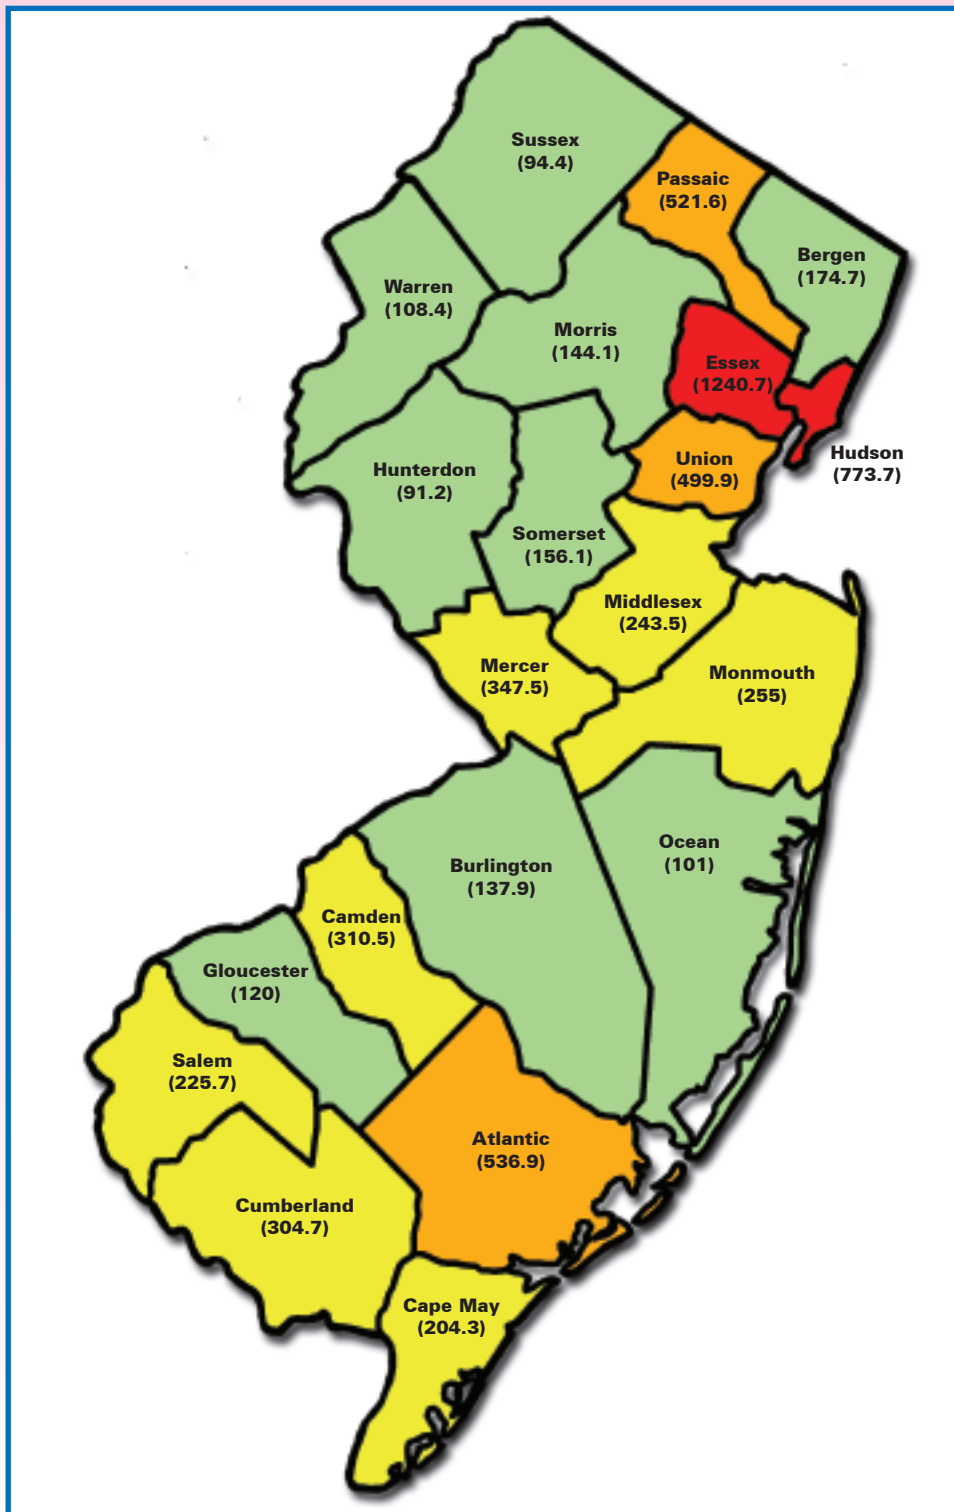 Sussex
(94.4)
Passaic
(521.6)
Bergen
(174.7)
Warren
(108.4)
Morris
(144.1)
Essex
(1240.7)
Hudson
(773.7)
Union
(499.9)
Hunterdon
(91.2)
Somerset
(156.1)
Middlesex
(243.5)
Mercer
(347.5)
Monmouth
(255)
Ocean
(101)
Burlington
(137.9)
Camden
(310.5)
Gloucester
(120)
Salem
(225.7)
Atlantic
(536.9)
Cumberland
(304.7)
Cape May
(204.3)